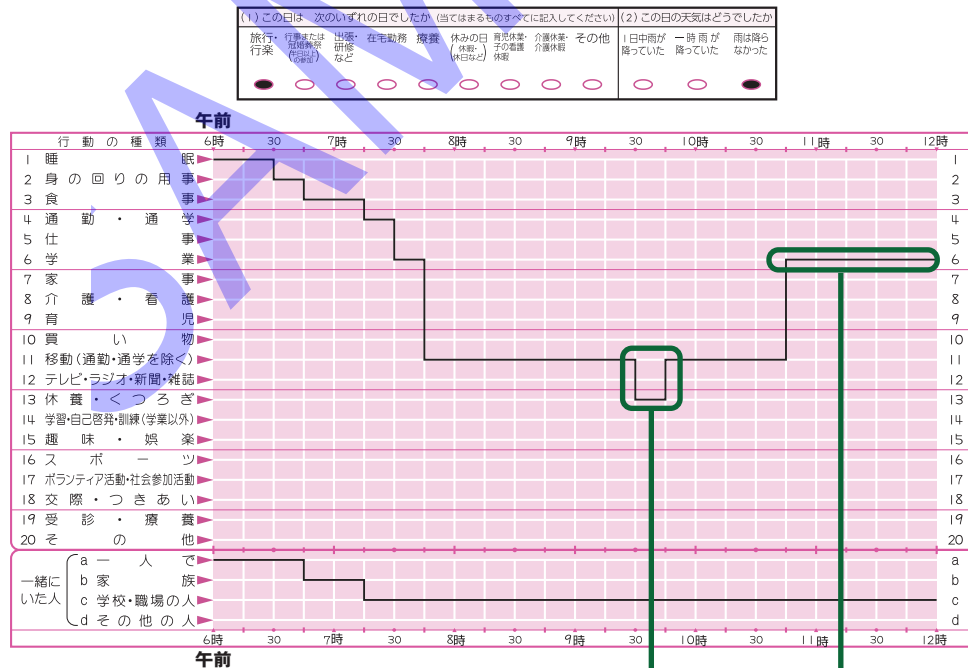 (1)この日は 次のいずれの日でしたか (当てはまるものすべてに記入してください)
旅行・行楽
行事または冠婚葬祭(半日以上の参加)
出張・研修など
在宅勤務
療養
休みの日(休暇・休日など)
育児休業・子の看護休暇
介護休業・介護休暇
その他
(2)この日の天気はどうでしたか
1日中雨が降っていた
一時雨が降っていた
雨は降らなかった
午前
行動の種類 6時 30 7時 30 8時 30 9時 30 10時 30 11時 30 12時
1 睡眠 1
2 身の回りの用事 2
3 食事 3
4 通勤・通学 4
5 仕事 5
6 学業 6
7 家事 7
8 介護・看護 8
9 育児 9
10 買い物 10
11 移動(通勤・通学を除く) 11
12 テレビ・ラジオ・新聞・雑誌 12
13 休養・くつろぎ 13
14 学習・自己啓発・訓練(学業以外) 14
15 趣味・娯楽 15
16 スポーツ 16
17 ボランティア活動・社会参加活動 17
18 交際・つきあい 18
19 受診・療養 19
20 その他 20
一緒にいた人
a 一人で a
b 家族 b
c 学校・職場の人 c
d その他の人 d
6時 30 7時 30 8時 30 9時 30 10時 30 11時 30 12時
午前